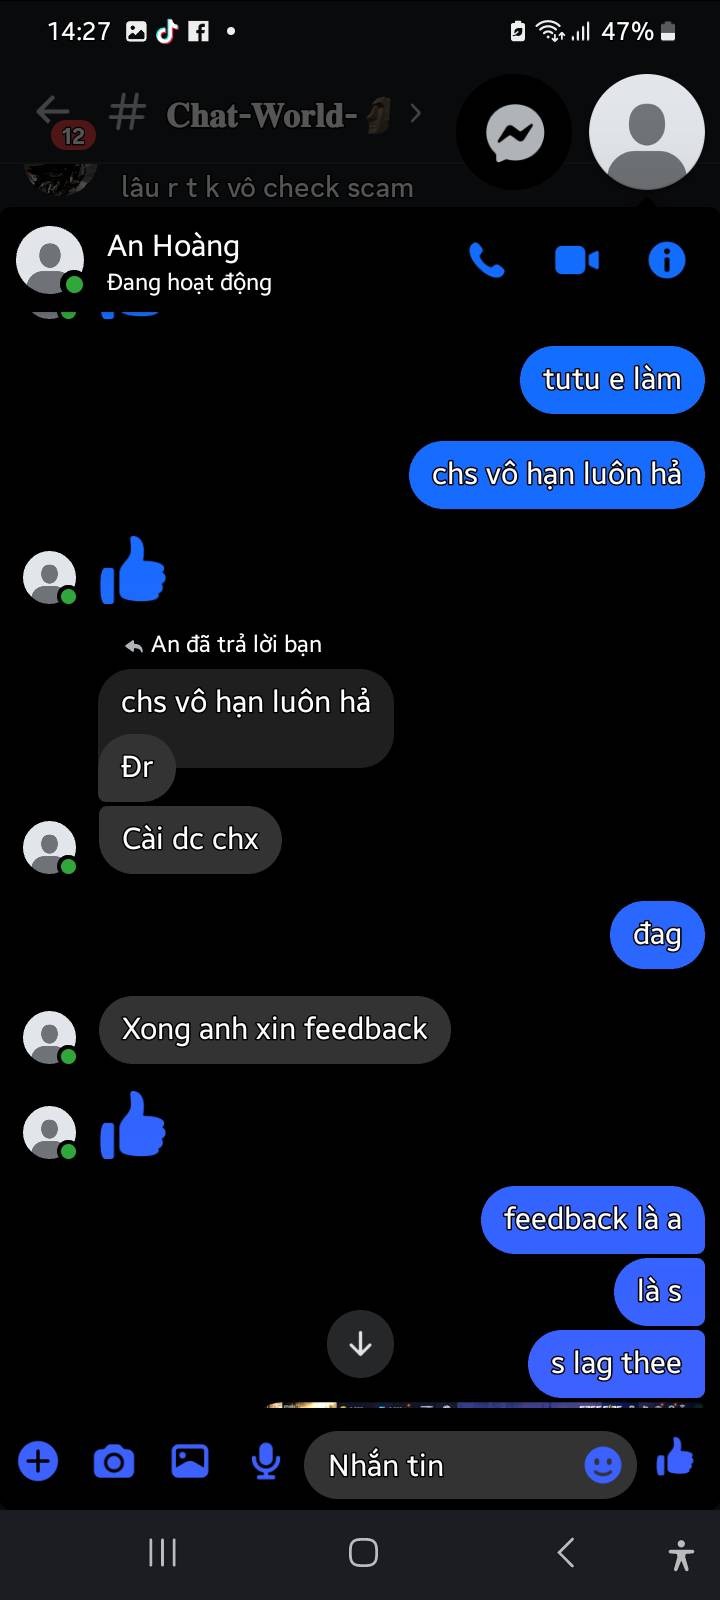 14:27
47%
12
# Chat-World-🗿 >
lâu r t k vô check scam
An Hoàng
Đang hoạt động
tutu e làm
chs vô hạn luôn hả
An đã trả lời bạn
chs vô hạn luôn hả
Đr
Cài dc chx
đag
Xong anh xin feedback
feedback là a
là s
s lag thee
Nhắn tin